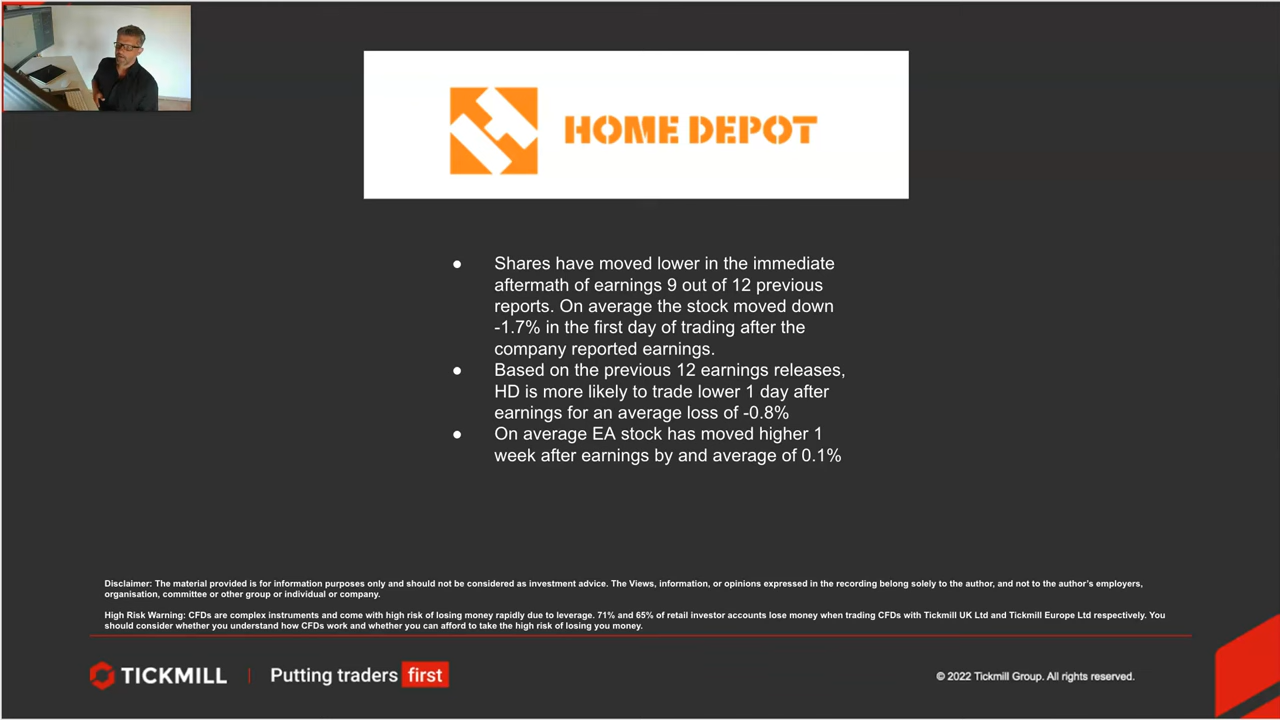 HOME DEPOT
● Shares have moved lower in the immediate
aftermath of earnings 9 out of 12 previous
reports. On average the stock moved down
-1.7% in the first day of trading after the
company reported earnings.
● Based on the previous 12 earnings releases,
HD is more likely to trade lower 1 day after
earnings for an average loss of -0.8%
● On average EA stock has moved higher 1
week after earnings by and average of 0.1%
Disclaimer: The material provided is for information purposes only and should not be considered as investment advice. The Views, information, or opinions expressed in the recording belong solely to the author, and not to the author's employers,
organisation, committee or other group or individual or company.
High Risk Warning: CFDs are complex instruments and come with high risk of losing money rapidly due to leverage. 71% and 65% of retail investor accounts lose money when trading CFDs with Tickmill UK Ltd and Tickmill Europe Ltd respectively. You
should consider whether you understand how CFDs work and whether you can afford to take the high risk of losing you money.
TICKMILL | Putting traders first
© 2022 Tickmill Group. All rights reserved.